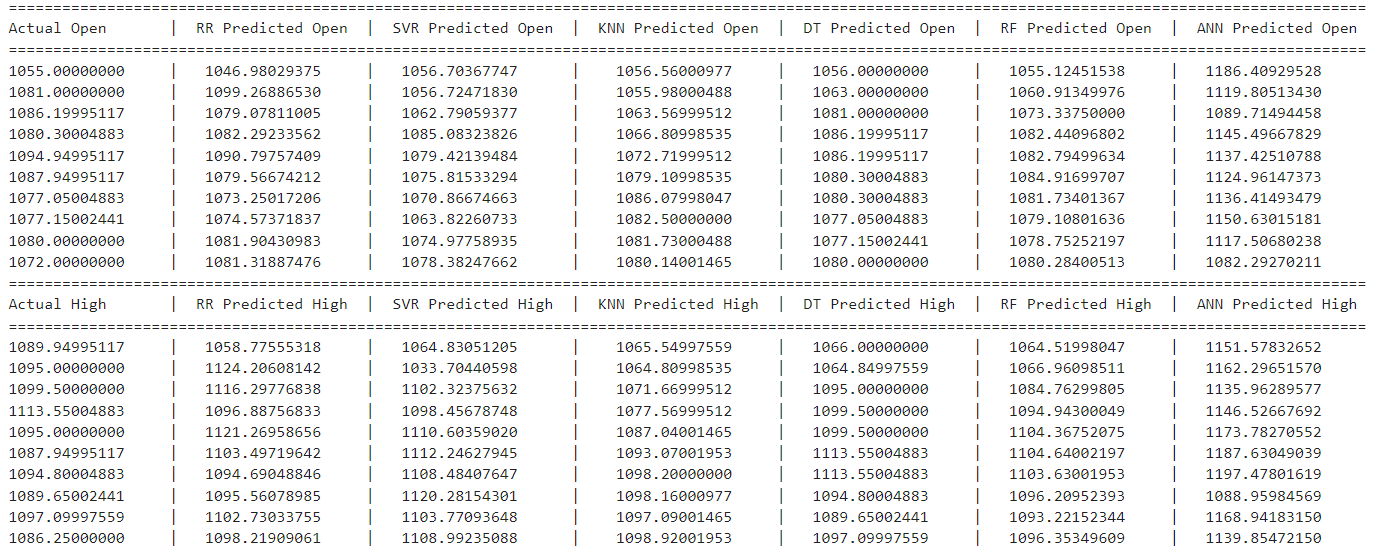 ==========================================================================================================================================================
Actual Open | RR Predicted Open | SVR Predicted Open | KNN Predicted Open | DT Predicted Open | RF Predicted Open | ANN Predicted Open
==========================================================================================================================================================
1055.00000000 | 1046.98029375 | 1056.70367747 | 1056.56000977 | 1056.00000000 | 1055.12451538 | 1186.40929528
1081.00000000 | 1099.26886530 | 1056.72471830 | 1055.98000488 | 1063.00000000 | 1060.91349976 | 1119.80513430
1086.19995117 | 1079.07811005 | 1062.79059377 | 1063.56999512 | 1081.00000000 | 1073.33750000 | 1089.71494458
1080.30004883 | 1082.29233562 | 1085.08323826 | 1066.80998535 | 1086.19995117 | 1082.44096802 | 1145.49667829
1094.94995117 | 1090.79757409 | 1079.42139484 | 1072.71999512 | 1086.19995117 | 1082.79499634 | 1137.42510788
1087.94995117 | 1079.56674212 | 1075.81533294 | 1079.10998535 | 1080.30004883 | 1084.91699707 | 1124.96147373
1077.05004883 | 1073.25017206 | 1070.86674663 | 1086.07998047 | 1080.30004883 | 1081.73401367 | 1136.41493479
1077.15002441 | 1074.57371837 | 1063.82260733 | 1082.50000000 | 1077.05004883 | 1079.10801636 | 1150.63015181
1080.00000000 | 1081.90430983 | 1074.97758935 | 1081.73000488 | 1077.15002441 | 1078.75252197 | 1117.50680238
1072.00000000 | 1081.31887476 | 1078.38247662 | 1080.14001465 | 1080.00000000 | 1080.28400513 | 1082.29270211
==========================================================================================================================================================
Actual High | RR Predicted High | SVR Predicted High | KNN Predicted High | DT Predicted High | RF Predicted High | ANN Predicted High
==========================================================================================================================================================
1089.94995117 | 1058.77555318 | 1064.83051205 | 1065.54997559 | 1066.00000000 | 1064.51998047 | 1151.57832652
1095.00000000 | 1124.20608142 | 1033.70440598 | 1064.80998535 | 1064.84997559 | 1066.96098511 | 1162.29651570
1099.50000000 | 1116.29776838 | 1102.32375632 | 1071.66999512 | 1095.00000000 | 1084.76299805 | 1135.96289577
1113.55004883 | 1096.88756833 | 1098.45678748 | 1077.56999512 | 1099.50000000 | 1094.94300049 | 1146.52667692
1095.00000000 | 1121.26958656 | 1110.60359020 | 1087.04001465 | 1099.50000000 | 1104.36752075 | 1173.78270552
1087.94995117 | 1103.49719642 | 1112.24627945 | 1093.07001953 | 1113.55004883 | 1104.64002197 | 1187.63049039
1094.80004883 | 1094.69048846 | 1108.48407647 | 1098.20000000 | 1113.55004883 | 1103.63001953 | 1197.47801619
1089.65002441 | 1095.56078985 | 1120.28154301 | 1098.16000977 | 1094.80004883 | 1096.20952393 | 1088.95984569
1097.09997559 | 1102.73033755 | 1103.77093648 | 1097.09001465 | 1089.65002441 | 1093.22152344 | 1168.94183150
1086.25000000 | 1098.21909061 | 1108.99235088 | 1098.92001953 | 1097.09997559 | 1096.35349609 | 1139.85472150